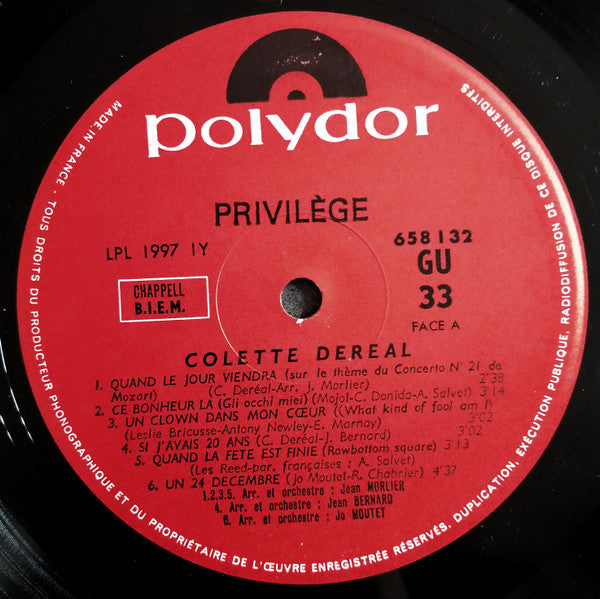 polydor
PRIVILÈGE
LPL 1997 1Y
658 132
GU
33
FACE A
CHAPPELL
B.I.E.M.
COLETTE DEREAL
1. QUAND LE JOUR VIENDRA (sur le thème du Concerto N° 21 de
Mozart) (C. Deréal-Arr. J. Morlier) 2'38
2. CE BONHEUR LA (Gli occhi miei) (Mojol-C. Donida-A. Salvet) 3'14
3. UN CLOWN DANS MON CŒUR ((What kind of fool am I)
(Leslie Bricusse-Antony Newley-E. Marnay) 3'02
4. SI J'AVAIS 20 ANS (C. Deréal-J. Bernard) 3'02
5. QUAND LA FETE EST FINIE (Rowbottom square) 3'13
(Les Reed-par. françaises : A. Salvet)
6. UN 24 DECEMBRE (Jo Moutet-R. Chabrier) 4'37
1.2.3.5. Arr. et orchestre : Jean MORLIER
4. Arr. et orchestre : Jean BERNARD
6. Arr. et orchestre : Jo MOUTET
MADE IN FRANCE - TOUS DROITS DU PRODUCTEUR PHONOGRAPHIQUE ET DU PROPRIÉTAIRE DE L'ŒUVRE ENREGISTRÉE RÉSERVÉS, DUPLICATION, EXÉCUTION PUBLIQUE, RADIODIFFUSION DE CE DISQUE INTERDITES